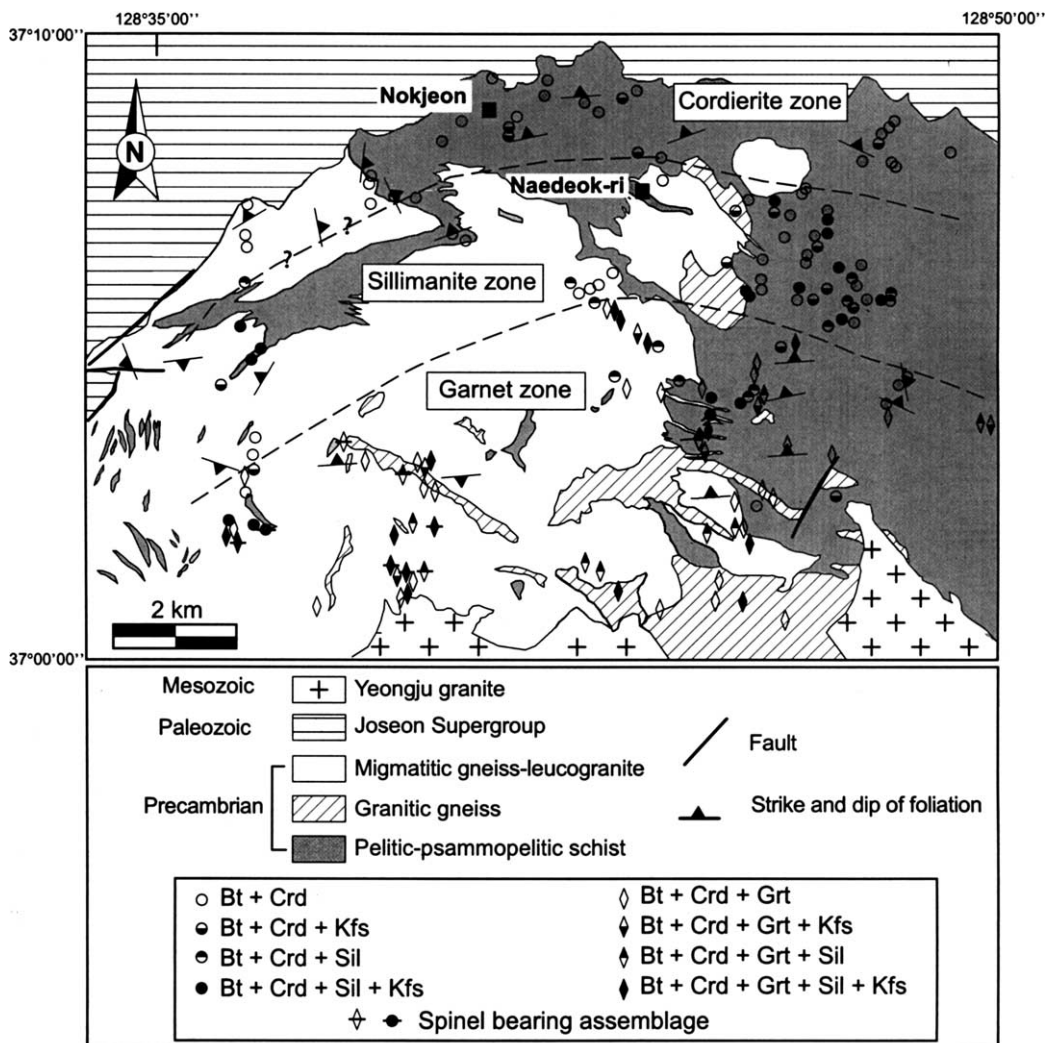 128°35'00''
128°50'00''
37°10'00''
Nokjeon
Cordierite zone
N
Naedeok-ri
?
?
Sillimanite zone
Garnet zone
2 km
37°00'00''
Mesozoic
Yeongju granite
Paleozoic
Joseon Supergroup
Fault
Migmatitic gneiss-leucogranite
Precambrian
Granitic gneiss
Strike and dip of foliation
Pelitic-psammopelitic schist
Bt + Crd
Bt + Crd + Grt
Bt + Crd + Kfs
Bt + Crd + Grt + Kfs
Bt + Crd + Sil
Bt + Crd + Grt + Sil
Bt + Crd + Sil + Kfs
Bt + Crd + Grt + Sil + Kfs
Spinel bearing assemblage